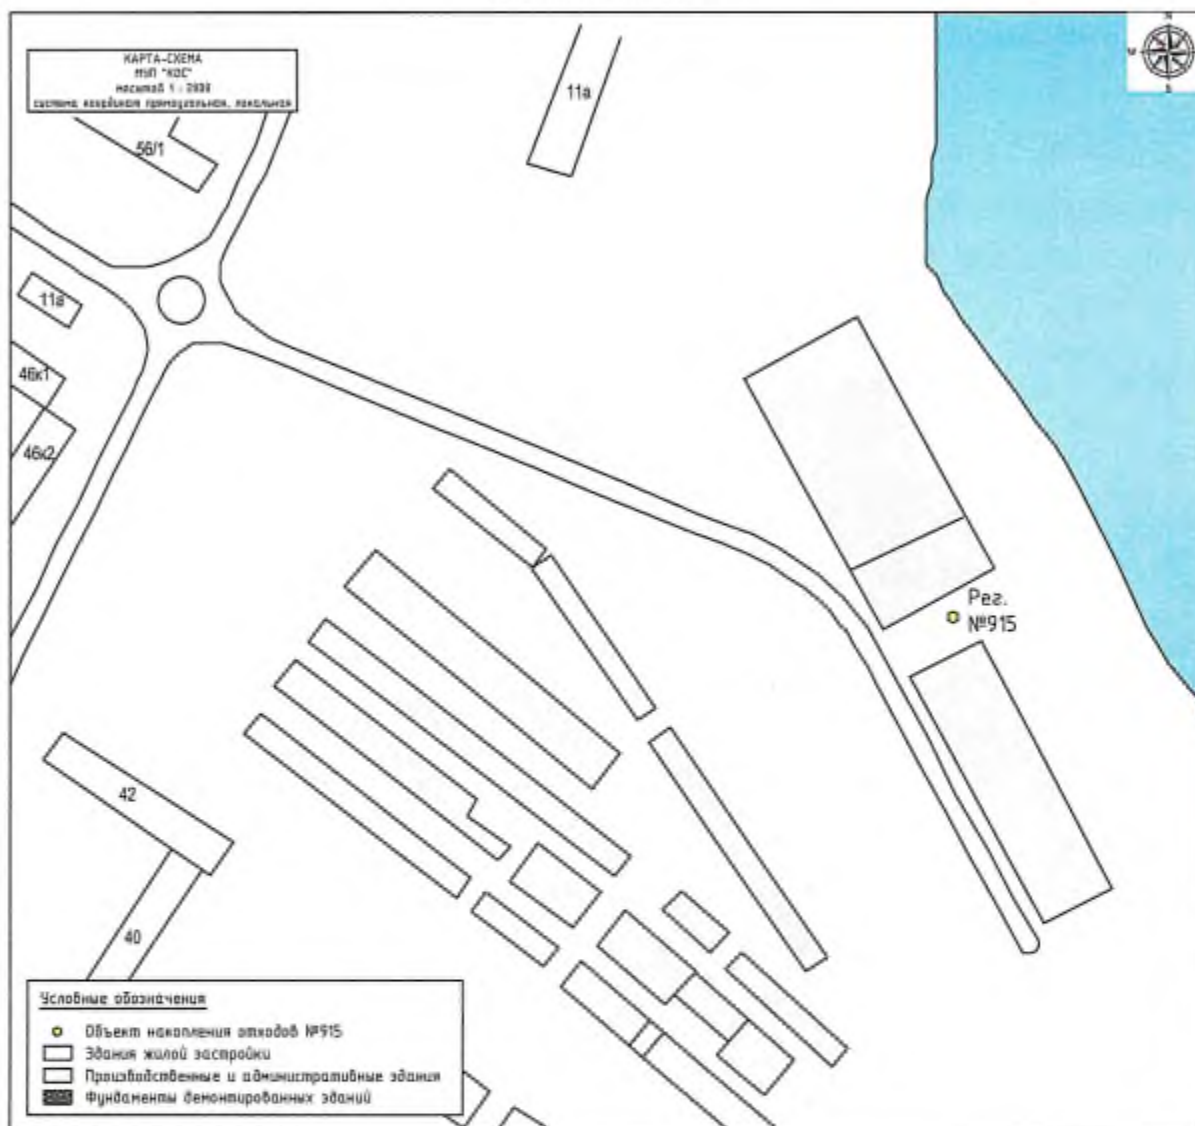 КАРТА-СХЕМА
МУП "КОС"
масштаб 1 : 2000
система координат прямоугольная, локальная
11а
56/1
11а
46к1
46к2
Рег.
№915
42
40
Условные обозначения
Объект накопления отходов №915
Здания жилой застройки
Производственные и административные здания
Фундаменты демонтированных зданий